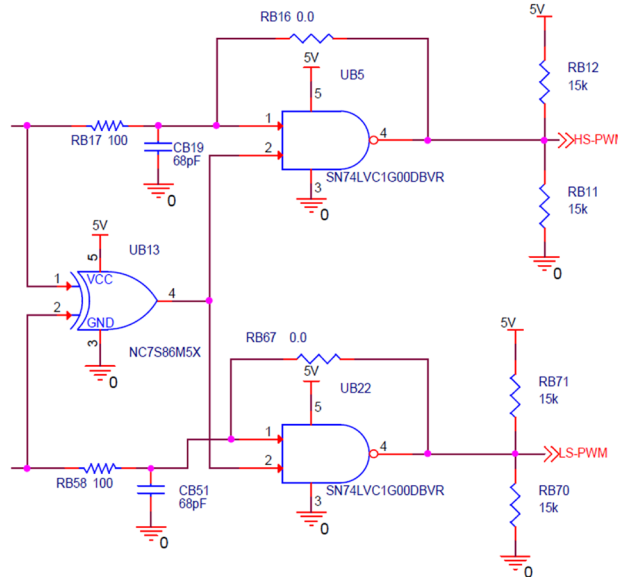 RB16 0.0
5V
5V
UB5
5
RB12
15k
1
RB17 100
CB19
68pF
2
4
HS-PWM
SN74LVC1G00DBVR
3
0
0
RB11
15k
0
5V
UB13
5
1
VCC
2
4
GND
3
NC7S86M5X
0
RB67 0.0
5V
5V
UB22
5
RB71
15k
1
4
LS-PWM
2
RB58 100
CB51
68pF
SN74LVC1G00DBVR
3
RB70
15k
0
0
0